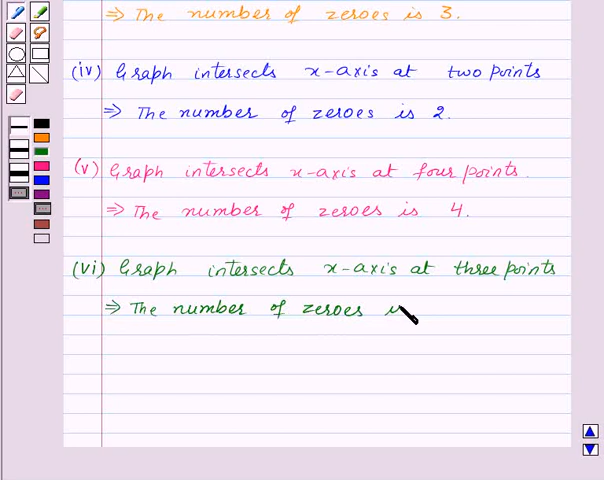 ⇒ The number of zeroes is 3.
(iv) Graph intersects x-axis at two points
⇒ The number of zeroes is 2.
(v) Graph intersects x-axis at four points.
⇒ The number of zeroes is 4.
(vi) Graph intersects x-axis at three points
⇒ The number of zeroes i